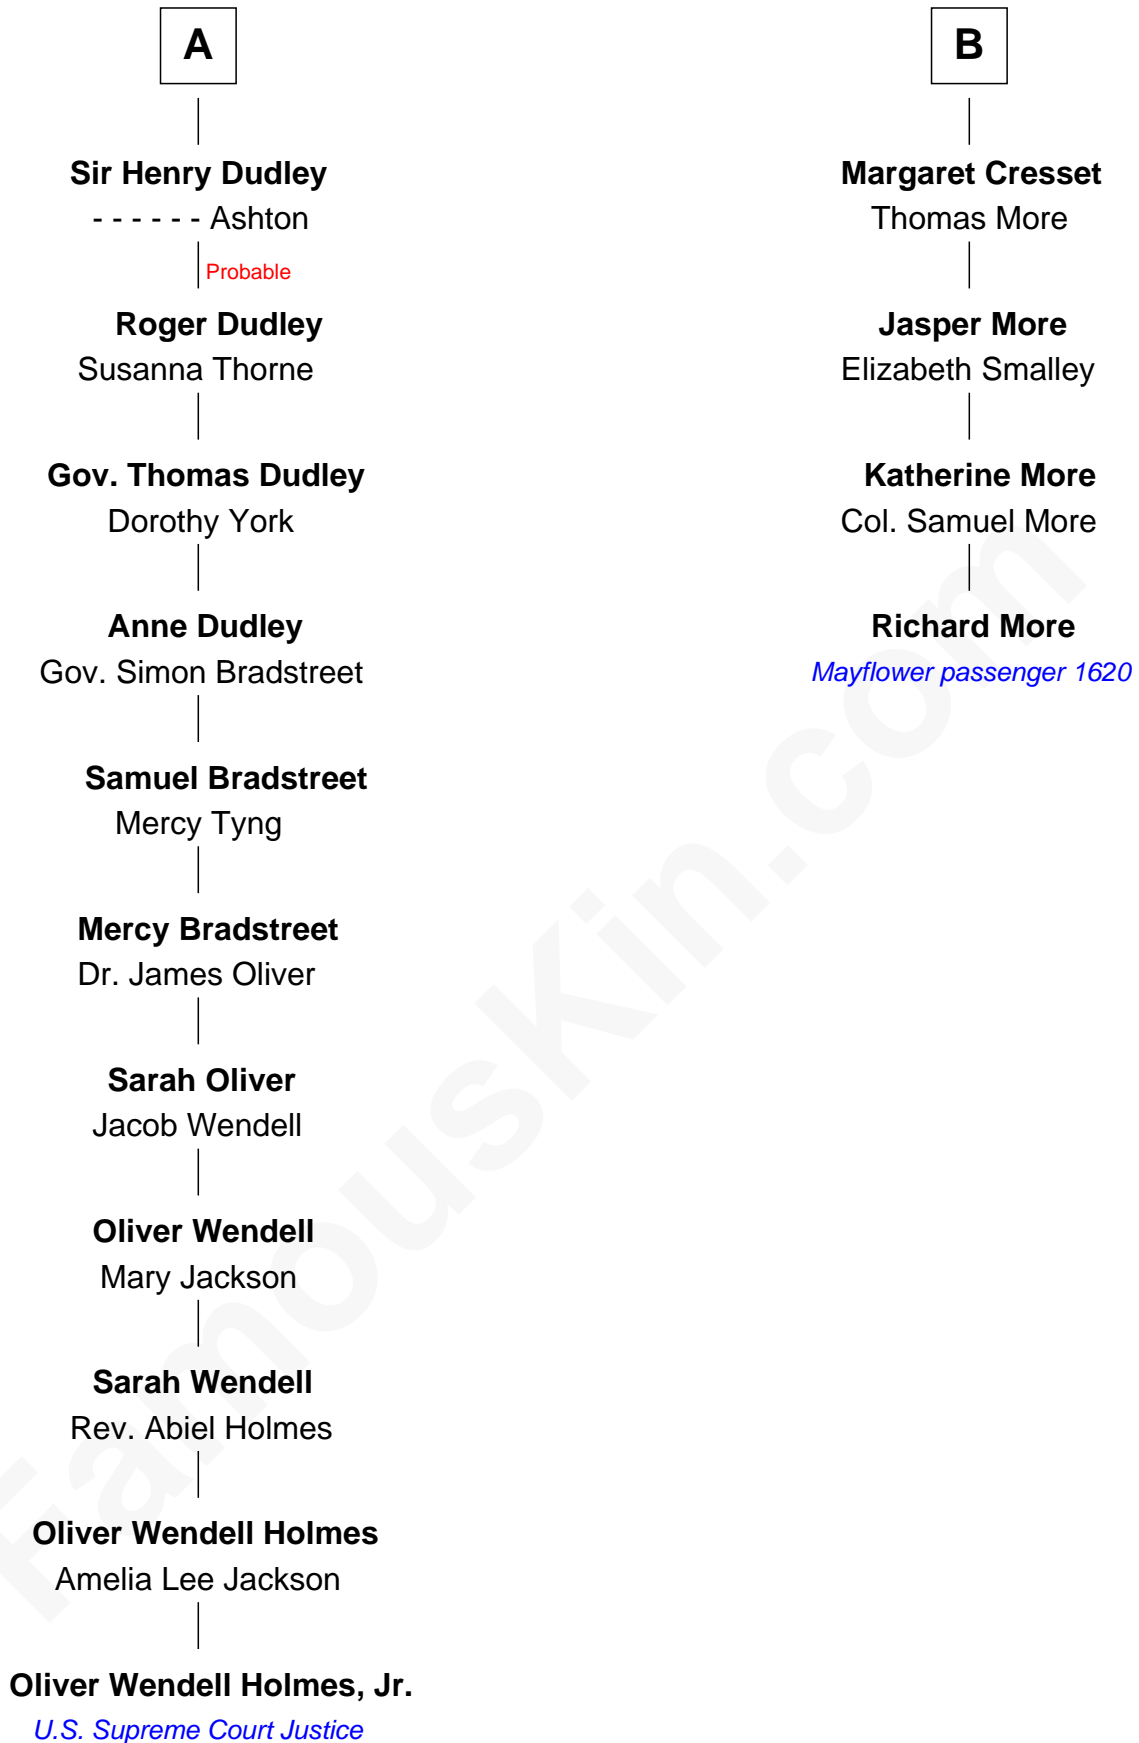 A
Sir Henry Dudley
- - - - - - Ashton
Probable
Roger Dudley
Susanna Thorne
Gov. Thomas Dudley
Dorothy York
Anne Dudley
Gov. Simon Bradstreet
Samuel Bradstreet
Mercy Tyng
Mercy Bradstreet
Dr. James Oliver
Sarah Oliver
Jacob Wendell
Oliver Wendell
Mary Jackson
Sarah Wendell
Rev. Abiel Holmes
Oliver Wendell Holmes
Amelia Lee Jackson
Oliver Wendell Holmes, Jr.
U.S. Supreme Court Justice
B
Margaret Cresset
Thomas More
Jasper More
Elizabeth Smalley
Katherine More
Col. Samuel More
Richard More
Mayflower passenger 1620
FamousKin.com